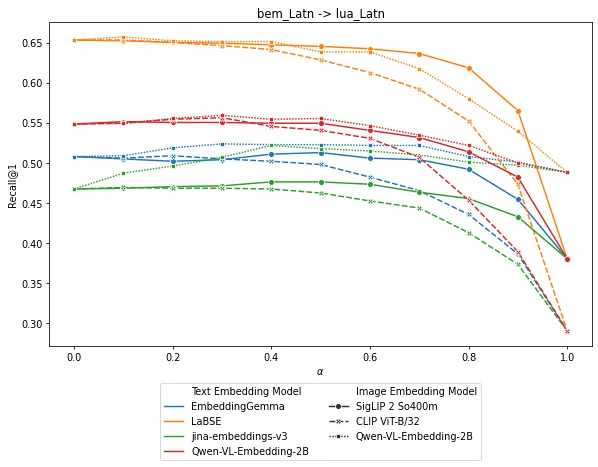 bem_Latn -> lua_Latn
Recall@1
0.65
0.60
0.55
0.50
0.45
0.40
0.35
0.30
0.0
0.2
0.4
0.6
0.8
1.0
α
Text Embedding Model
EmbeddingGemma
LaBSE
jina-embeddings-v3
Qwen-VL-Embedding-2B
Image Embedding Model
SigLIP 2 So400m
CLIP ViT-B/32
Qwen-VL-Embedding-2B